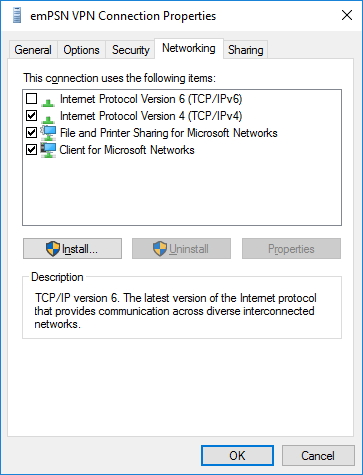 emPSN VPN Connection Properties
General Options Security Networking Sharing
This connection uses the following items:
Internet Protocol Version 6 (TCP/IPv6)
Internet Protocol Version 4 (TCP/IPv4)
File and Printer Sharing for Microsoft Networks
Client for Microsoft Networks
Install... Uninstall Properties
Description
TCP/IP version 6. The latest version of the Internet protocol
that provides communication across diverse interconnected
networks.
OK Cancel